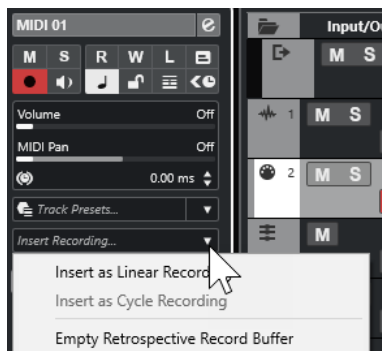 MIDI 01
Input/Ou
M S R W L
M S
Volume Off
1 M S
MIDI Pan Off
0.00 ms
2 M S
Track Presets...
Insert Recording...
M
Insert as Linear Record
Insert as Cycle Recording
Empty Retrospective Record Buffer